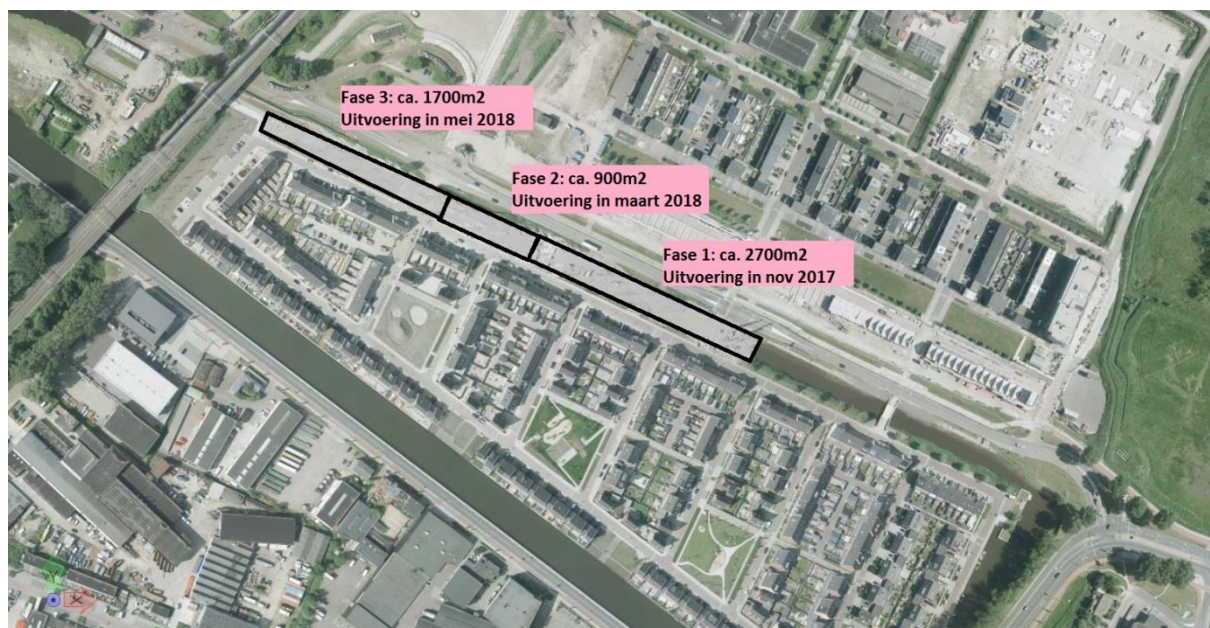 Fase 3: ca. 1700m2
Uitvoering in mei 2018
Fase 2: ca. 900m2
Uitvoering in maart 2018
Fase 1: ca. 2700m2
Uitvoering in nov 2017